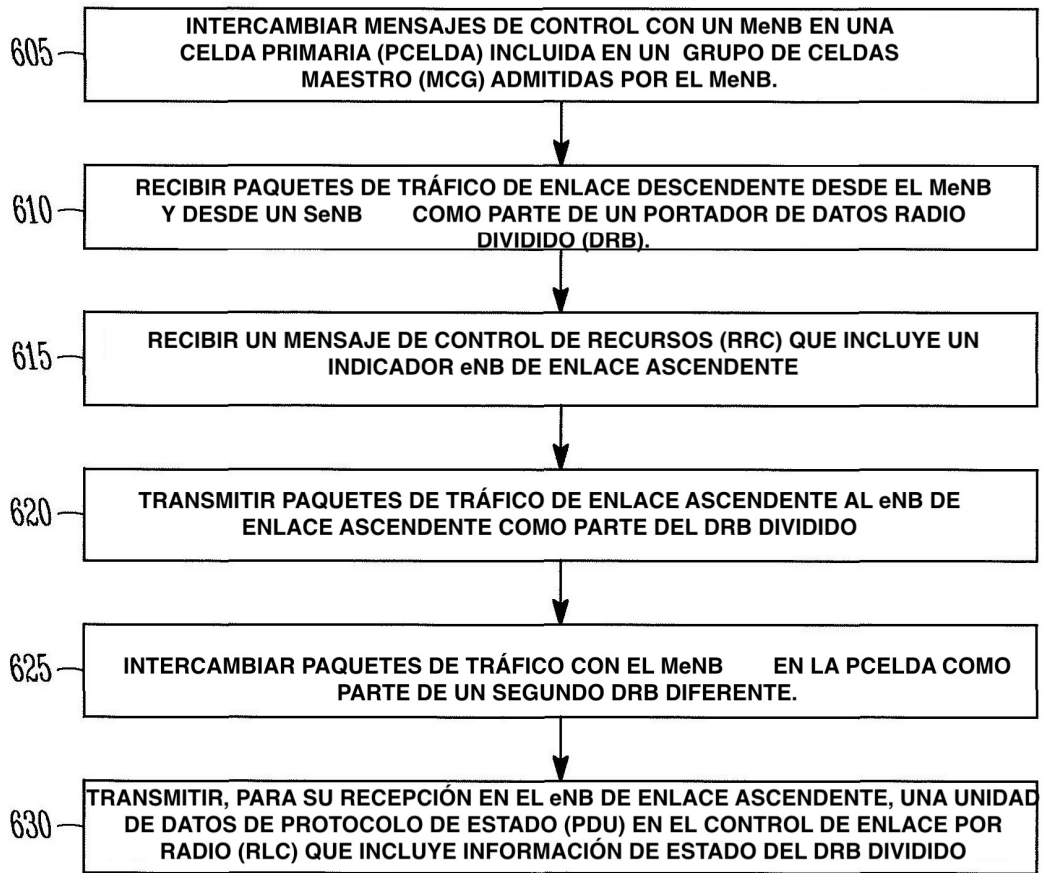 605
INTERCAMBIAR MENSAJES DE CONTROL CON UN MeNB EN UNA
CELDA PRIMARIA (PCELDA) INCLUIDA EN UN GRUPO DE CELDAS
MAESTRO (MCG) ADMITIDAS POR EL MeNB.
610
RECIBIR PAQUETES DE TRÁFICO DE ENLACE DESCENDENTE DESDE EL MeNB
Y DESDE UN SeNB COMO PARTE DE UN PORTADOR DE DATOS RADIO
DIVIDIDO (DRB).
615
RECIBIR UN MENSAJE DE CONTROL DE RECURSOS (RRC) QUE INCLUYE UN
INDICADOR eNB DE ENLACE ASCENDENTE
620
TRANSMITIR PAQUETES DE TRÁFICO DE ENLACE ASCENDENTE AL eNB DE
ENLACE ASCENDENTE COMO PARTE DEL DRB DIVIDIDO
625
INTERCAMBIAR PAQUETES DE TRÁFICO CON EL MeNB EN LA PCELDA COMO
PARTE DE UN SEGUNDO DRB DIFERENTE.
630
TRANSMITIR, PARA SU RECEPCIÓN EN EL eNB DE ENLACE ASCENDENTE, UNA UNIDAD
DE DATOS DE PROTOCOLO DE ESTADO (PDU) EN EL CONTROL DE ENLACE POR
RADIO (RLC) QUE INCLUYE INFORMACIÓN DE ESTADO DEL DRB DIVIDIDO